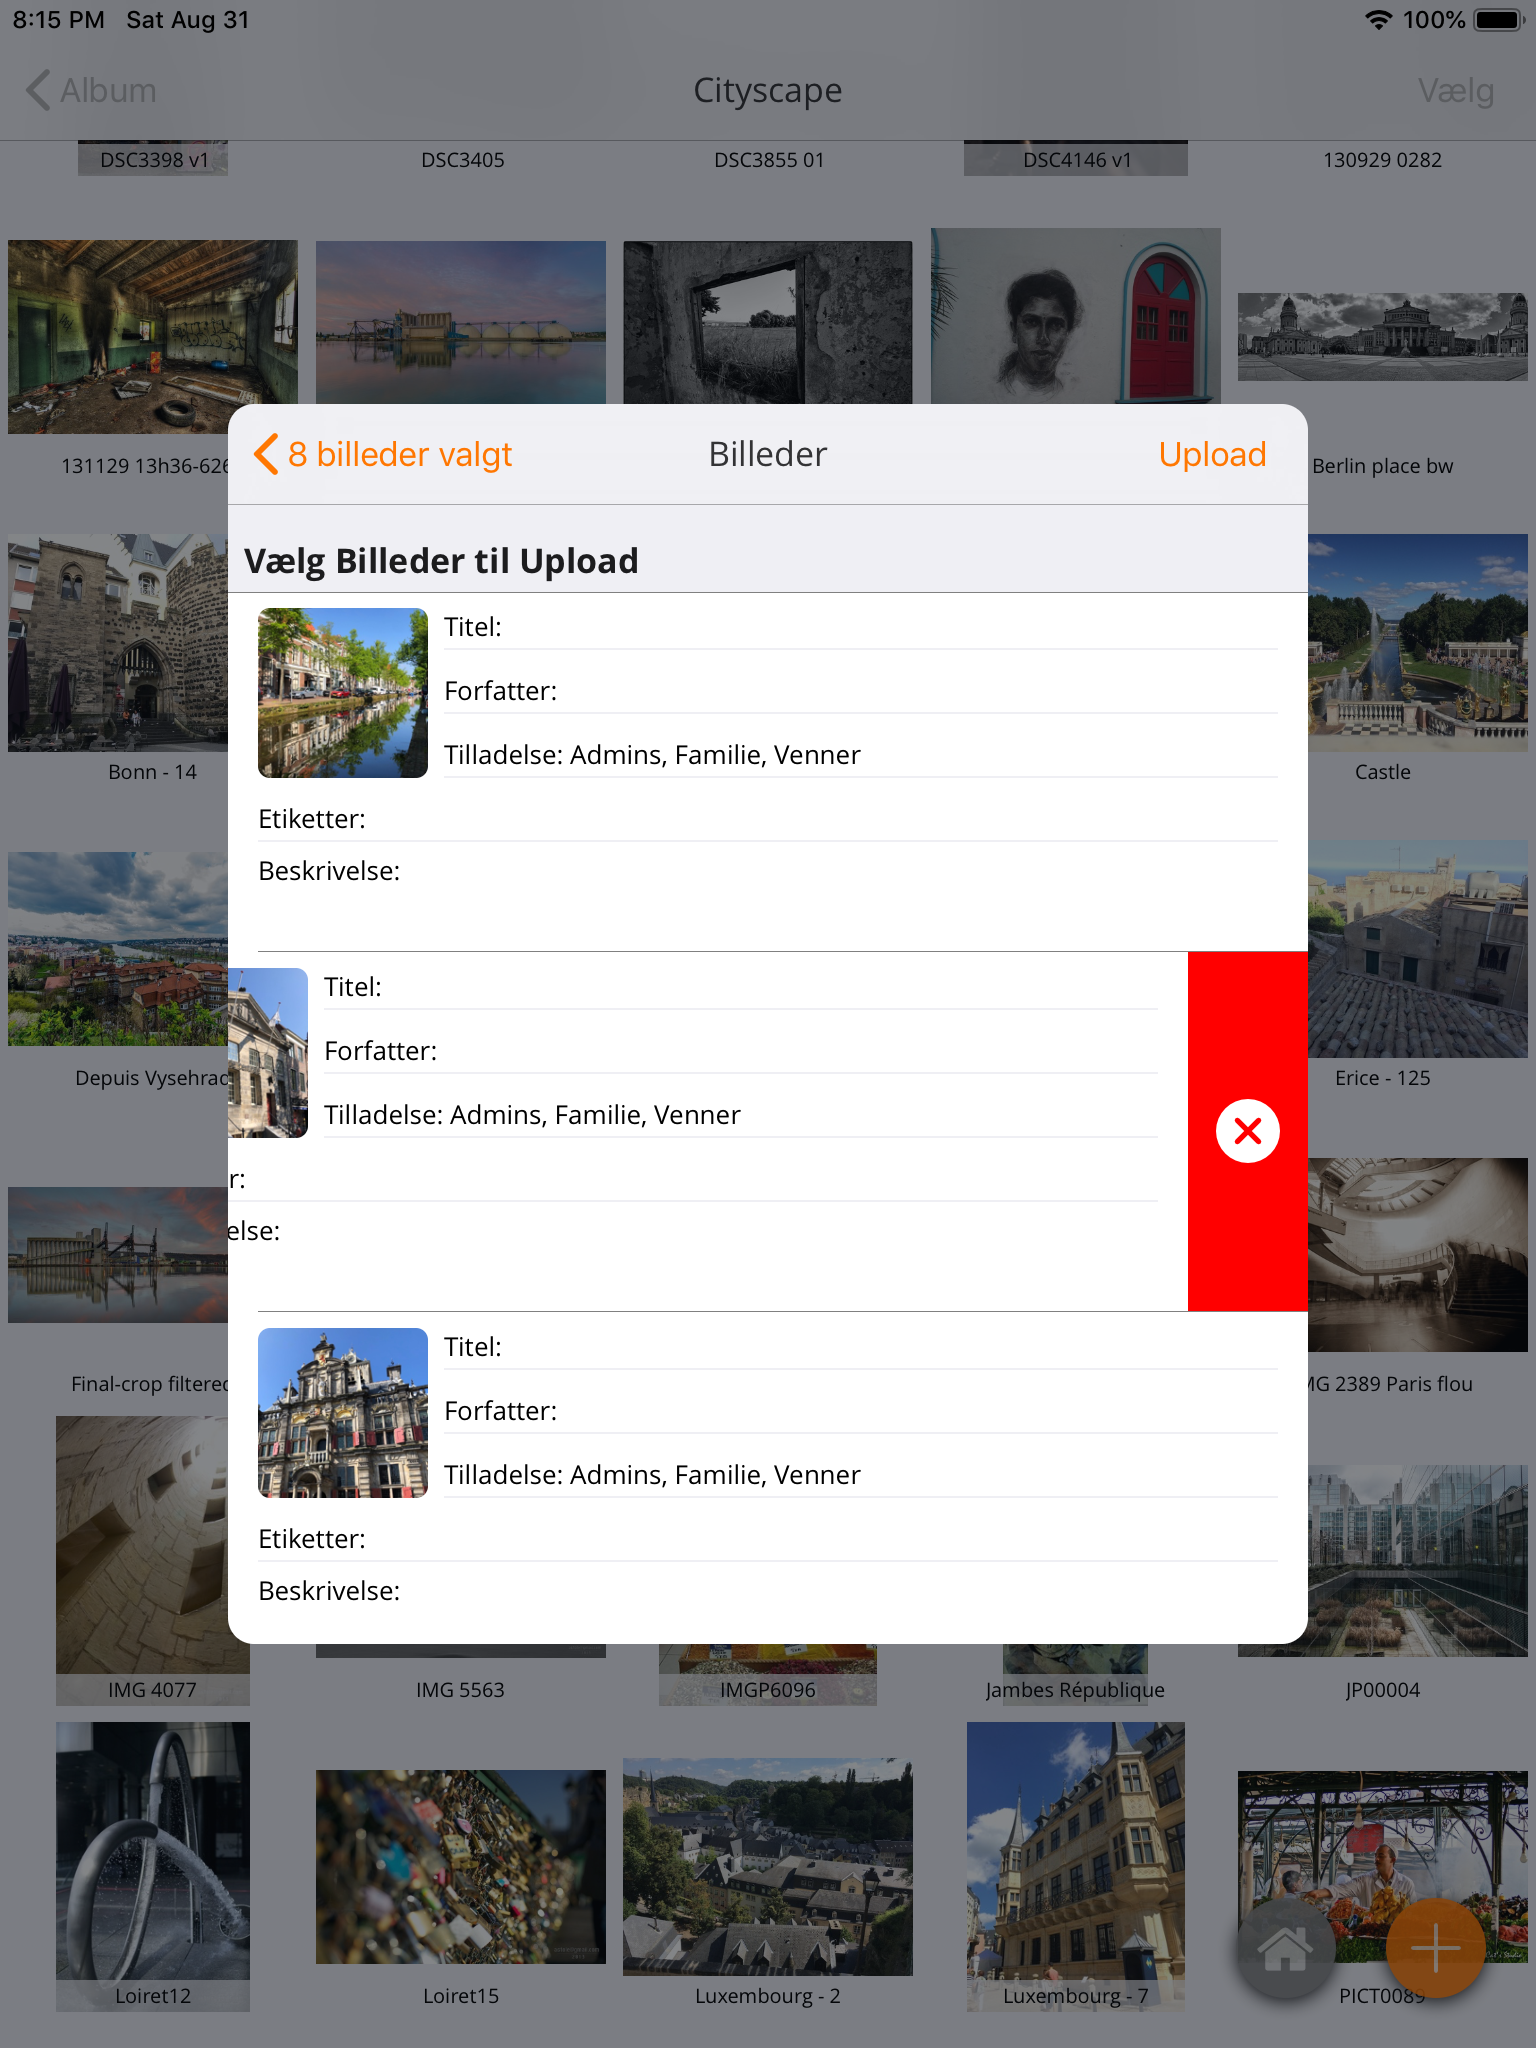 8:15 PM Sat Aug 31 100%
Album Cityscape Vælg
DSC3398 v1 DSC3405 DSC3855 01 DSC4146 v1 130929 0282
131129 13h36-626 Berlin place bw
8 billeder valgt Billeder Upload
Vælg Billeder til Upload
Titel:
Forfatter:
Tilladelse: Admins, Familie, Venner
Bonn - 14 Castle
Etiketter:
Beskrivelse:
Titel:
Forfatter:
Depuis Vysehrad Erice - 125
Tilladelse: Admins, Familie, Venner
r:
else:
Titel:
Final-crop filtered MG 2389 Paris flou
Forfatter:
Tilladelse: Admins, Familie, Venner
Etiketter:
Beskrivelse:
IMG 4077 IMG 5563 IMGP6096 Jambes République JP00004
Loiret12 Loiret15 Luxembourg - 2 Luxembourg - 7 PICT0089